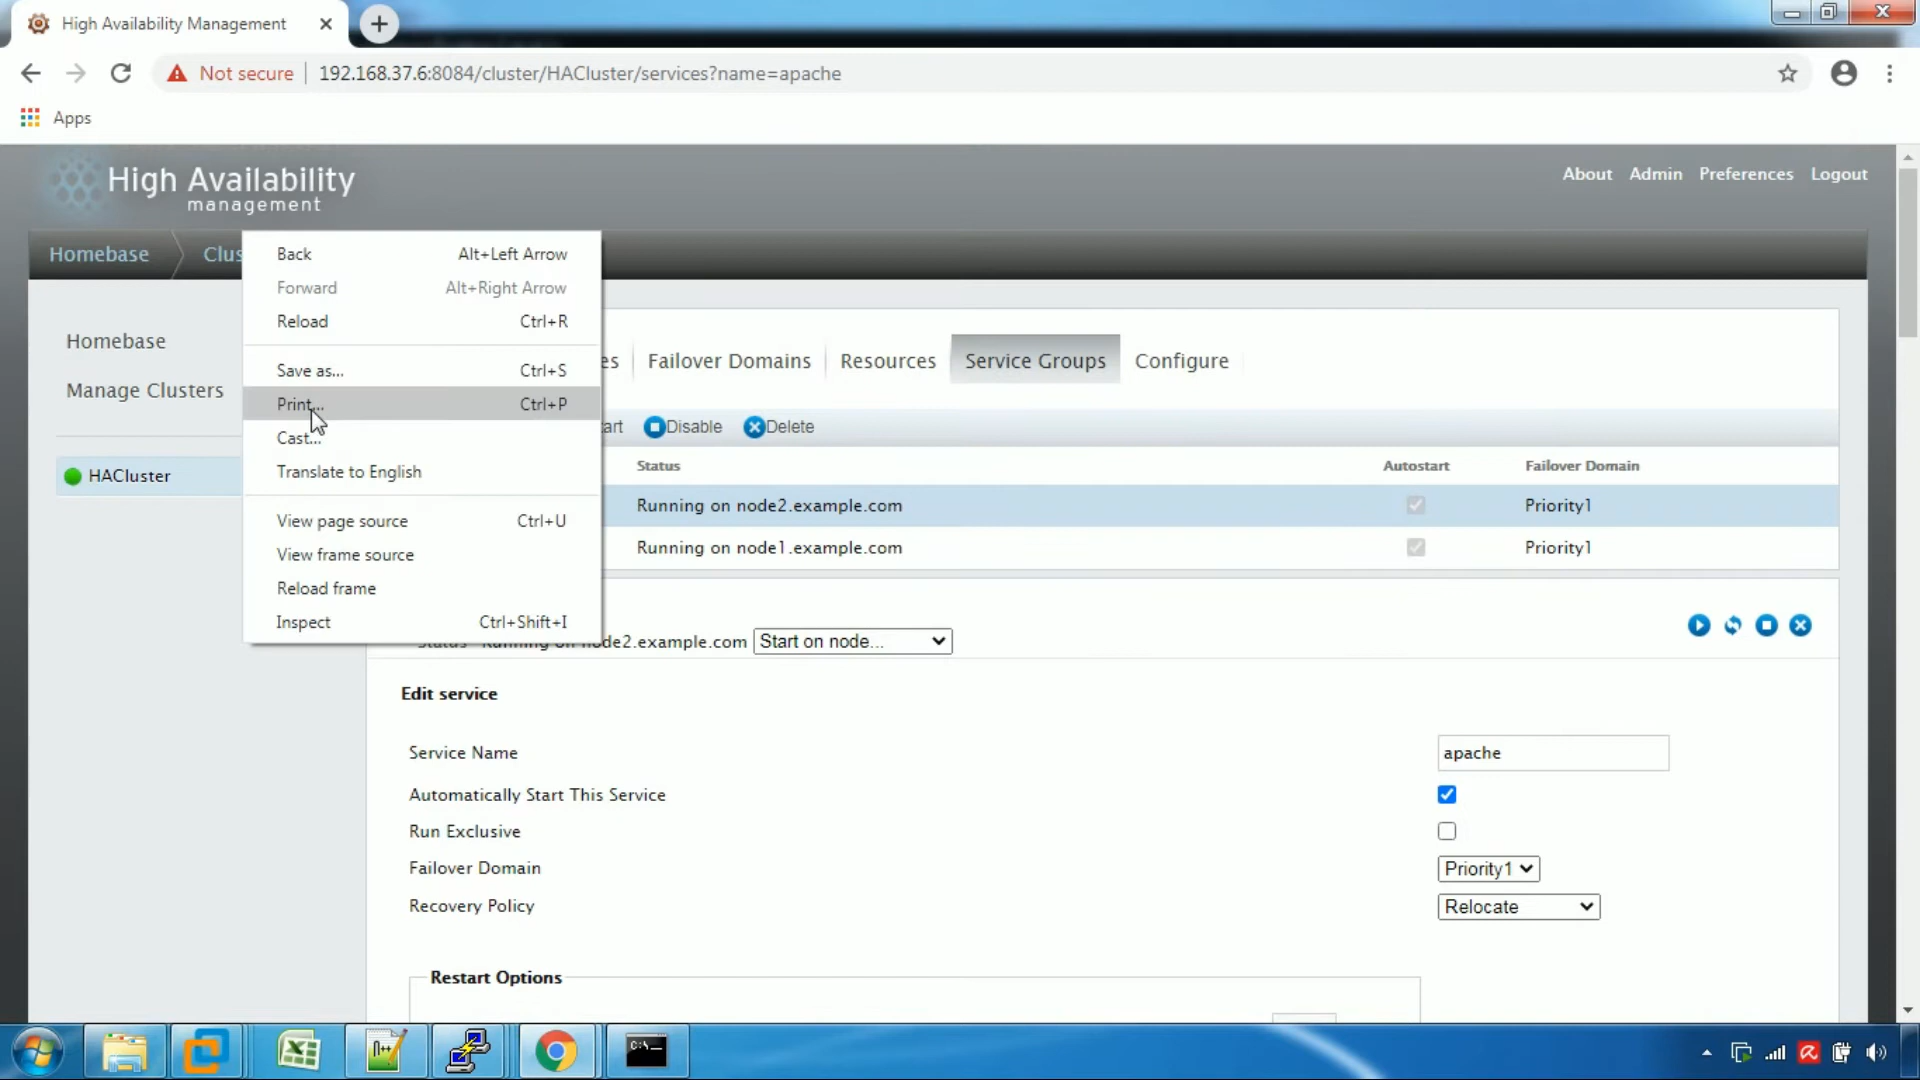 High Availability Management
Not secure
192.168.37.6:8084/cluster/HACluster/services?name=apache
Apps
High Availability
management
About Admin Preferences Logout
Homebase
Clus
Back Alt+Left Arrow
Forward Alt+Right Arrow
Reload Ctrl+R
Save as... Ctrl+S
Print... Ctrl+P
Cast...
Translate to English
View page source Ctrl+U
View frame source
Reload frame
Inspect Ctrl+Shift+I
Homebase
Manage Clusters
HACluster
es Failover Domains Resources Service Groups Configure
art Disable Delete
Status Autostart Failover Domain
Running on node2.example.com Priority1
Running on node1.example.com Priority1
Status Running on node2.example.com Start on node...
Edit service
Service Name apache
Automatically Start This Service
Run Exclusive
Failover Domain Priority1
Recovery Policy Relocate
Restart Options
C:\